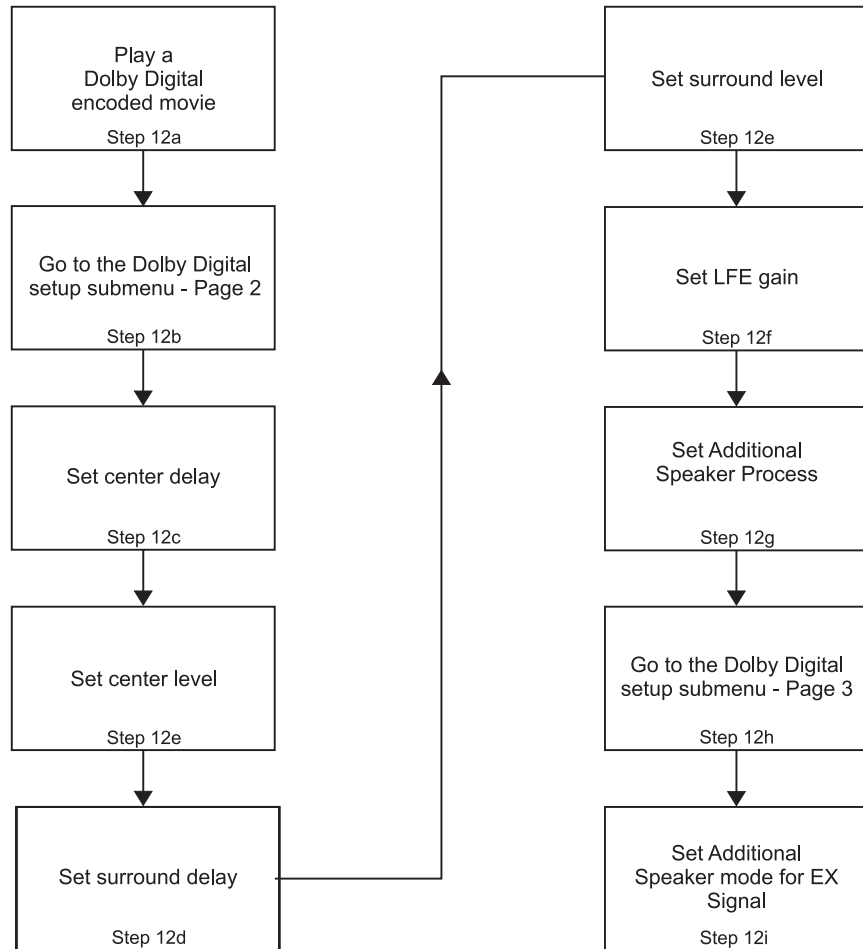 Play a
Dolby Digital
encoded movie
Step 12a
Go to the Dolby Digital
setup submenu - Page 2
Step 12b
Set center delay
Step 12c
Set center level
Step 12e
Set surround delay
Step 12d
Set surround level
Step 12e
Set LFE gain
Step 12f
Set Additional
Speaker Process
Step 12g
Go to the Dolby Digital
setup submenu - Page 3
Step 12h
Set Additional
Speaker mode for EX
Signal
Step 12i